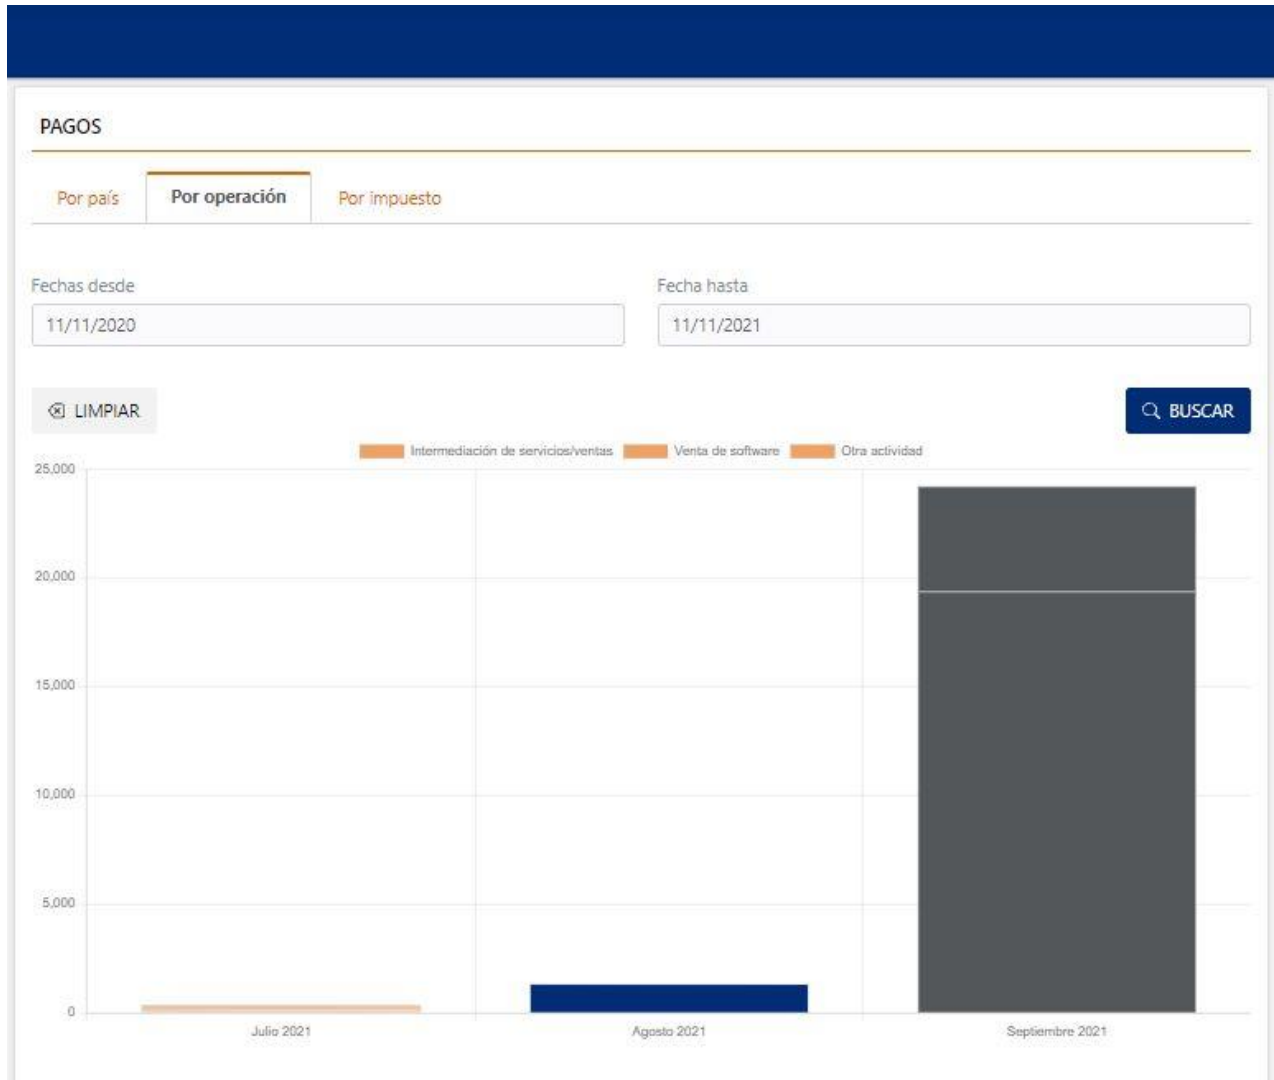 PAGOS
Por país Por operación Por impuesto
Fechas desde Fecha hasta
11/11/2020 11/11/2021
LIMPIAR BUSCAR
Intermediación de servicios/ventas Venta de software Otra actividad
25,000
20,000
15,000
10,000
5,000
0
Julio 2021 Agosto 2021 Septiembre 2021